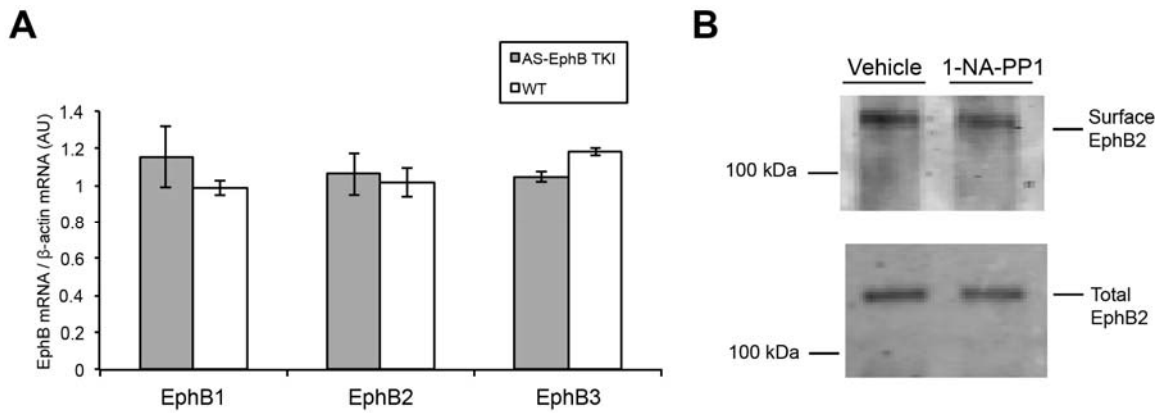 A
AS-EphB TKI
WT
EphB mRNA / β-actin mRNA (AU)
1.4
1.2
1
0.8
0.6
0.4
0.2
0
EphB1
EphB2
EphB3
B
Vehicle
1-NA-PP1
Surface
EphB2
100 kDa
Total
EphB2
100 kDa